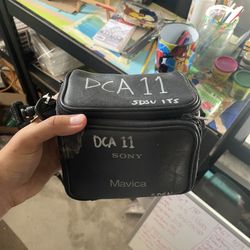 DCA 11
SDSU ITS
DCA 11
SONY
Mavica